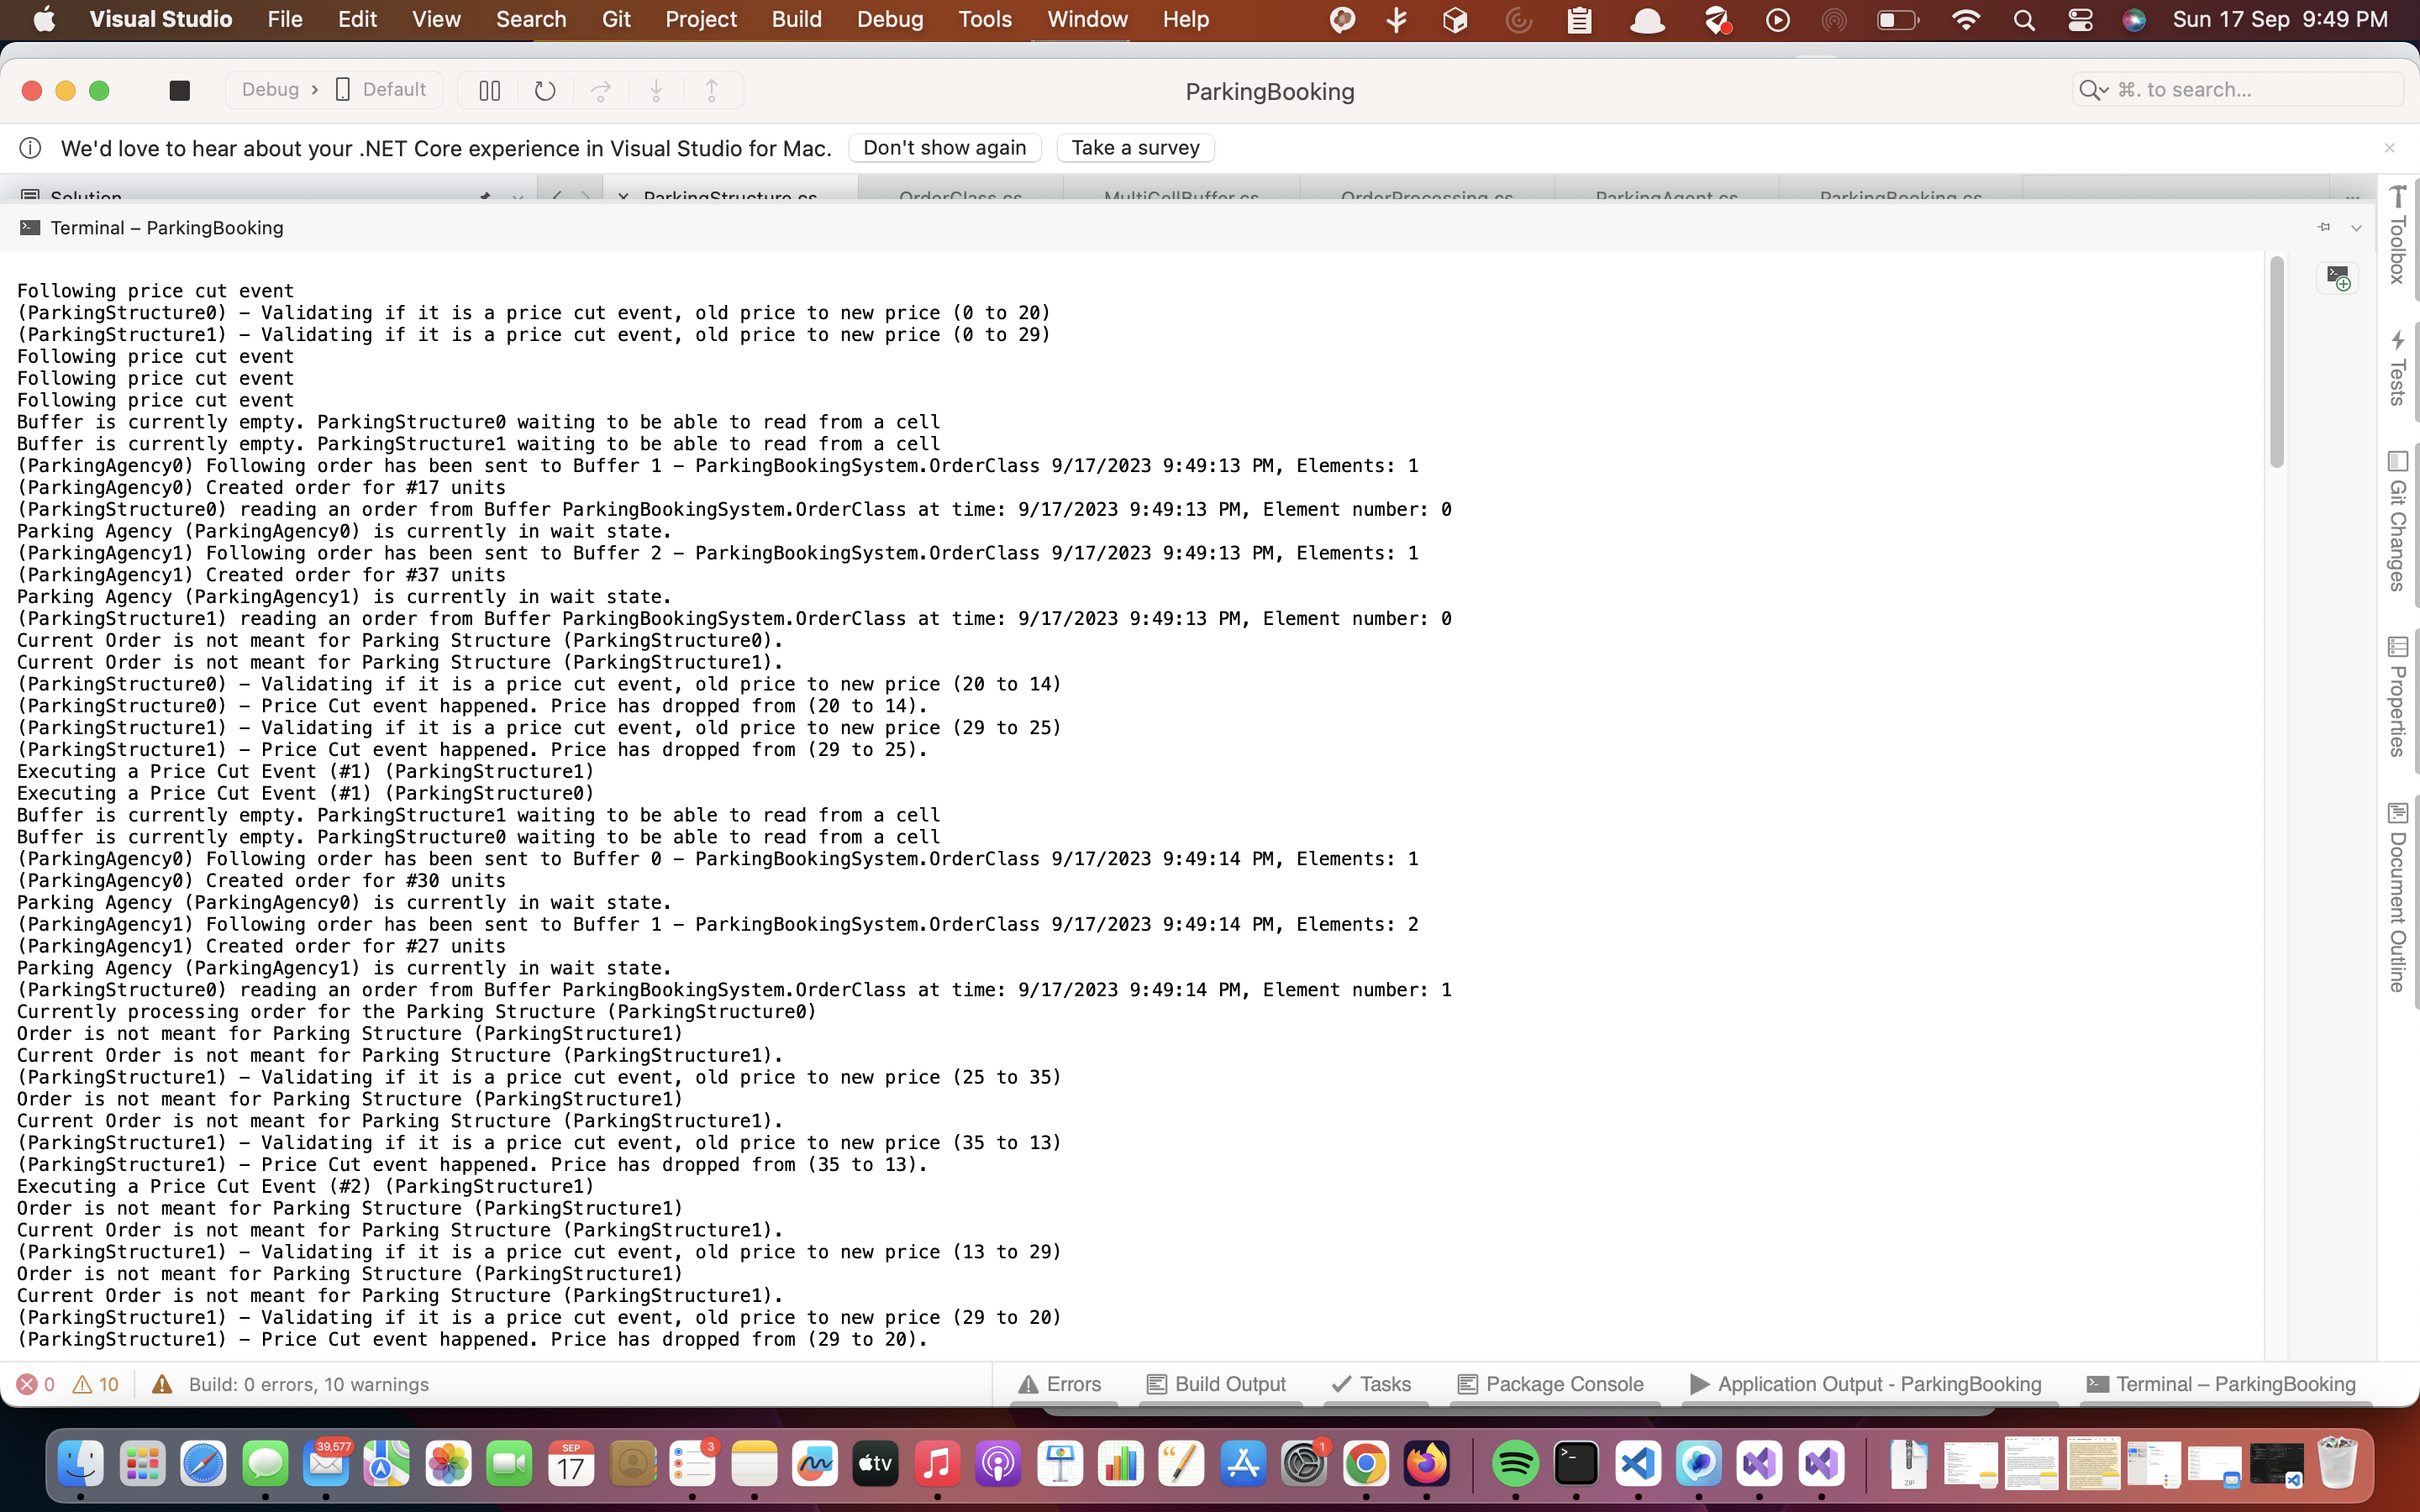 Visual Studio File Edit View Search Git Project Build Debug Tools Window Help Sun 17 Sep 9:49 PM
Debug › Default ParkingBooking ⌘. to search...
We'd love to hear about your .NET Core experience in Visual Studio for Mac. Don't show again Take a survey
Solution ParkingStructure.cs OrderClass.cs MultiCellBuffer.cs OrderProcessing.cs ParkingAgent.cs ParkingBooking.cs
Terminal – ParkingBooking
Following price cut event
(ParkingStructure0) – Validating if it is a price cut event, old price to new price (0 to 20)
(ParkingStructure1) – Validating if it is a price cut event, old price to new price (0 to 29)
Following price cut event
Following price cut event
Following price cut event
Buffer is currently empty. ParkingStructure0 waiting to be able to read from a cell
Buffer is currently empty. ParkingStructure1 waiting to be able to read from a cell
(ParkingAgency0) Following order has been sent to Buffer 1 – ParkingBookingSystem.OrderClass 9/17/2023 9:49:13 PM, Elements: 1
(ParkingAgency0) Created order for #17 units
(ParkingStructure0) reading an order from Buffer ParkingBookingSystem.OrderClass at time: 9/17/2023 9:49:13 PM, Element number: 0
Parking Agency (ParkingAgency0) is currently in wait state.
(ParkingAgency1) Following order has been sent to Buffer 2 – ParkingBookingSystem.OrderClass 9/17/2023 9:49:13 PM, Elements: 1
(ParkingAgency1) Created order for #37 units
Parking Agency (ParkingAgency1) is currently in wait state.
(ParkingStructure1) reading an order from Buffer ParkingBookingSystem.OrderClass at time: 9/17/2023 9:49:13 PM, Element number: 0
Current Order is not meant for Parking Structure (ParkingStructure0).
Current Order is not meant for Parking Structure (ParkingStructure1).
(ParkingStructure0) – Validating if it is a price cut event, old price to new price (20 to 14)
(ParkingStructure0) – Price Cut event happened. Price has dropped from (20 to 14).
(ParkingStructure1) – Validating if it is a price cut event, old price to new price (29 to 25)
(ParkingStructure1) – Price Cut event happened. Price has dropped from (29 to 25).
Executing a Price Cut Event (#1) (ParkingStructure1)
Executing a Price Cut Event (#1) (ParkingStructure0)
Buffer is currently empty. ParkingStructure1 waiting to be able to read from a cell
Buffer is currently empty. ParkingStructure0 waiting to be able to read from a cell
(ParkingAgency0) Following order has been sent to Buffer 0 – ParkingBookingSystem.OrderClass 9/17/2023 9:49:14 PM, Elements: 1
(ParkingAgency0) Created order for #30 units
Parking Agency (ParkingAgency0) is currently in wait state.
(ParkingAgency1) Following order has been sent to Buffer 1 – ParkingBookingSystem.OrderClass 9/17/2023 9:49:14 PM, Elements: 2
(ParkingAgency1) Created order for #27 units
Parking Agency (ParkingAgency1) is currently in wait state.
(ParkingStructure0) reading an order from Buffer ParkingBookingSystem.OrderClass at time: 9/17/2023 9:49:14 PM, Element number: 1
Currently processing order for the Parking Structure (ParkingStructure0)
Order is not meant for Parking Structure (ParkingStructure1)
Current Order is not meant for Parking Structure (ParkingStructure1).
(ParkingStructure1) – Validating if it is a price cut event, old price to new price (25 to 35)
Order is not meant for Parking Structure (ParkingStructure1)
Current Order is not meant for Parking Structure (ParkingStructure1).
(ParkingStructure1) – Validating if it is a price cut event, old price to new price (35 to 13)
(ParkingStructure1) – Price Cut event happened. Price has dropped from (35 to 13).
Executing a Price Cut Event (#2) (ParkingStructure1)
Order is not meant for Parking Structure (ParkingStructure1)
Current Order is not meant for Parking Structure (ParkingStructure1).
(ParkingStructure1) – Validating if it is a price cut event, old price to new price (13 to 29)
Order is not meant for Parking Structure (ParkingStructure1)
Current Order is not meant for Parking Structure (ParkingStructure1).
(ParkingStructure1) – Validating if it is a price cut event, old price to new price (29 to 20)
(ParkingStructure1) – Price Cut event happened. Price has dropped from (29 to 20).
Toolbox
Tests
Git Changes
Properties
Document Outline
0 10 Build: 0 errors, 10 warnings Errors Build Output Tasks Package Console Application Output - ParkingBooking Terminal – ParkingBooking
39,577
SEP
17
3
tv
1
ZIP